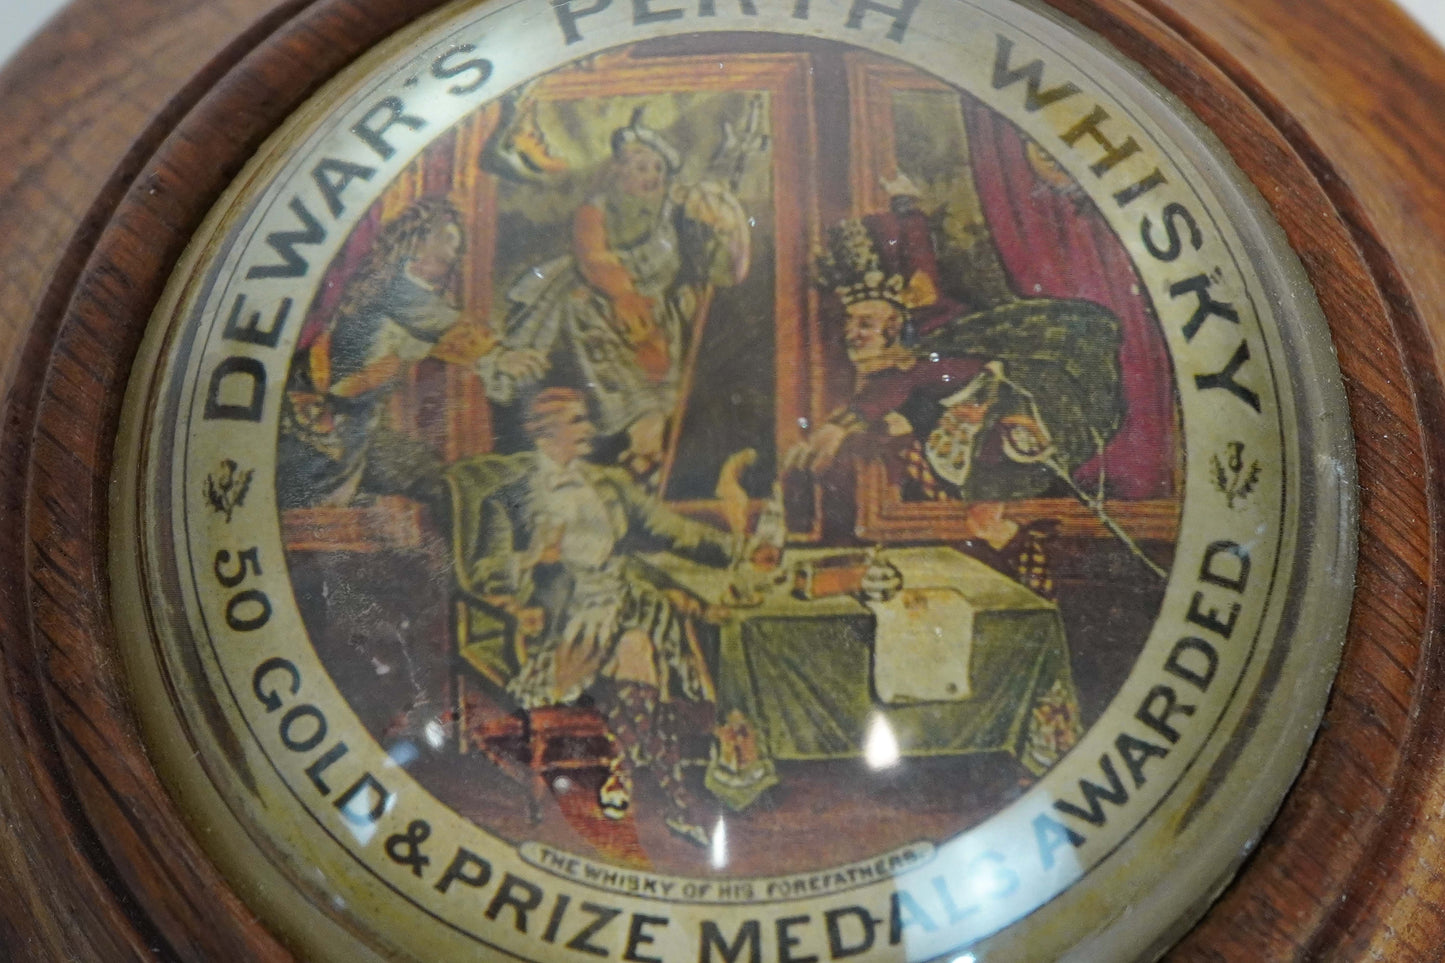 DEWAR'S PERTH WHISKY
50 GOLD & PRIZE MEDALS AWARDED
THE WHISKY OF HIS FOREFATHERS.